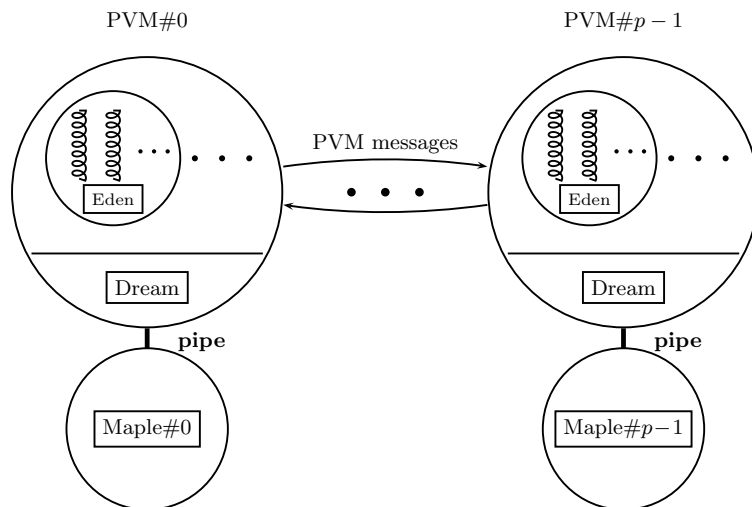 PVM#0
PVM#p − 1
PVM messages
Eden
Eden
Dream
Dream
pipe
pipe
Maple#0
Maple#p−1